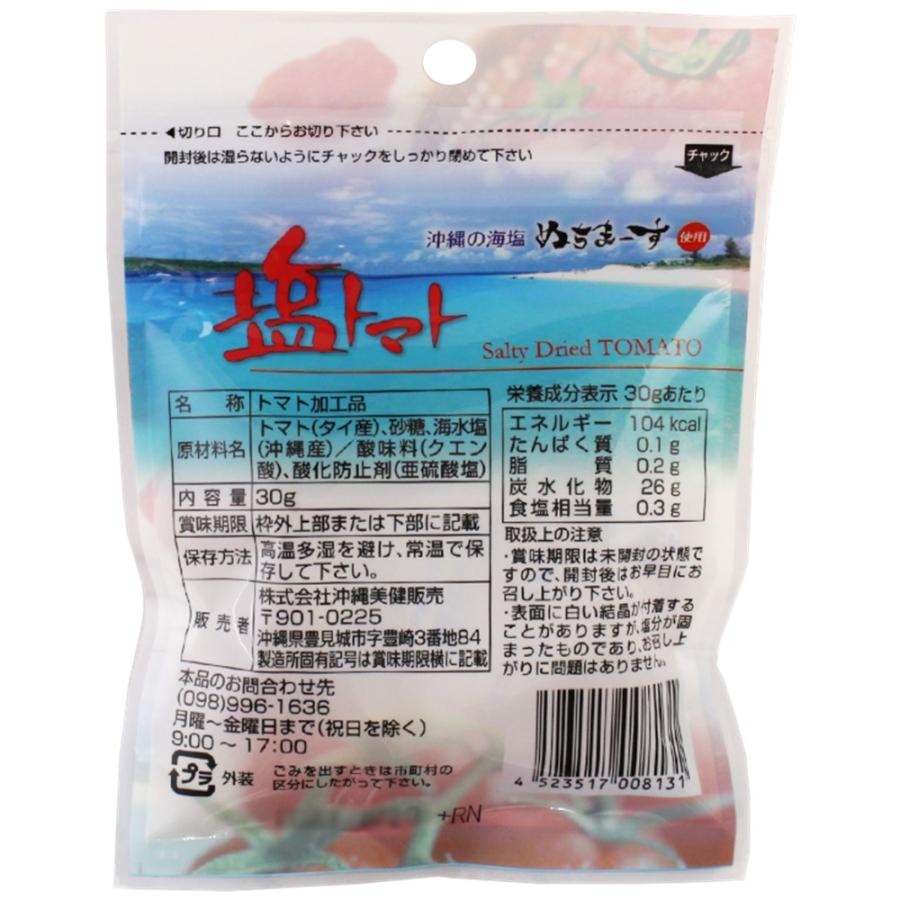 ◀切り口 ここからお切り下さい
開封後は湿らないようにチャックをしっかり閉めて下さい
チャック
沖縄の海塩 ぬちまーす 使用
塩トマト
Salty Dried TOMATO
名称 トマト加工品
原材料名 トマト(タイ産)、砂糖、海水塩
(沖縄産)/酸味料(クエン
酸)、酸化防止剤(亜硫酸塩)
内容量 30g
賞味期限 枠外上部または下部に記載
保存方法 高温多湿を避け、常温で保
存して下さい。
販売者 株式会社沖縄美健販売
〒901-0225
沖縄県豊見城市字豊崎3番地84
製造所固有記号は賞味期限横に記載
栄養成分表示 30gあたり
エネルギー 104 kcal
たんぱく質 0.1 g
脂質 0.2 g
炭水化物 26 g
食塩相当量 0.3 g
取扱上の注意
・賞味期限は未開封の状態で
すので、開封後はお早目にお
召し上がり下さい。
・表面に白い結晶が付着する
ことがありますが、塩分が固
まったものであり、お召し上
がりに問題はありません。
本品のお問合わせ先
(098)996-1636
月曜～金曜日まで(祝日を除く)
9:00～17:00
プラ 外装
ごみを出すときは市町村の
区分にしたがって下さい。
4 523517 008131
+RN